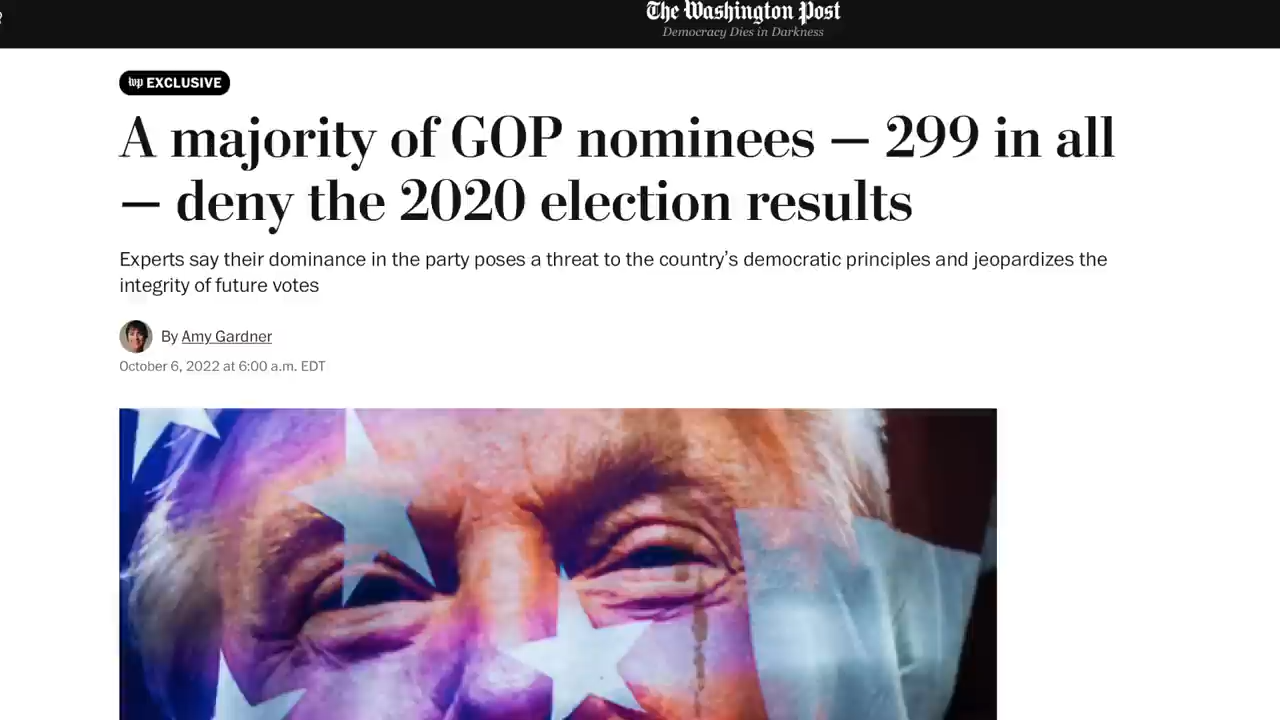 The Washington Post
Democracy Dies in Darkness
wp EXCLUSIVE
A majority of GOP nominees — 299 in all
— deny the 2020 election results
Experts say their dominance in the party poses a threat to the country’s democratic principles and jeopardizes the
integrity of future votes
By Amy Gardner
October 6, 2022 at 6:00 a.m. EDT